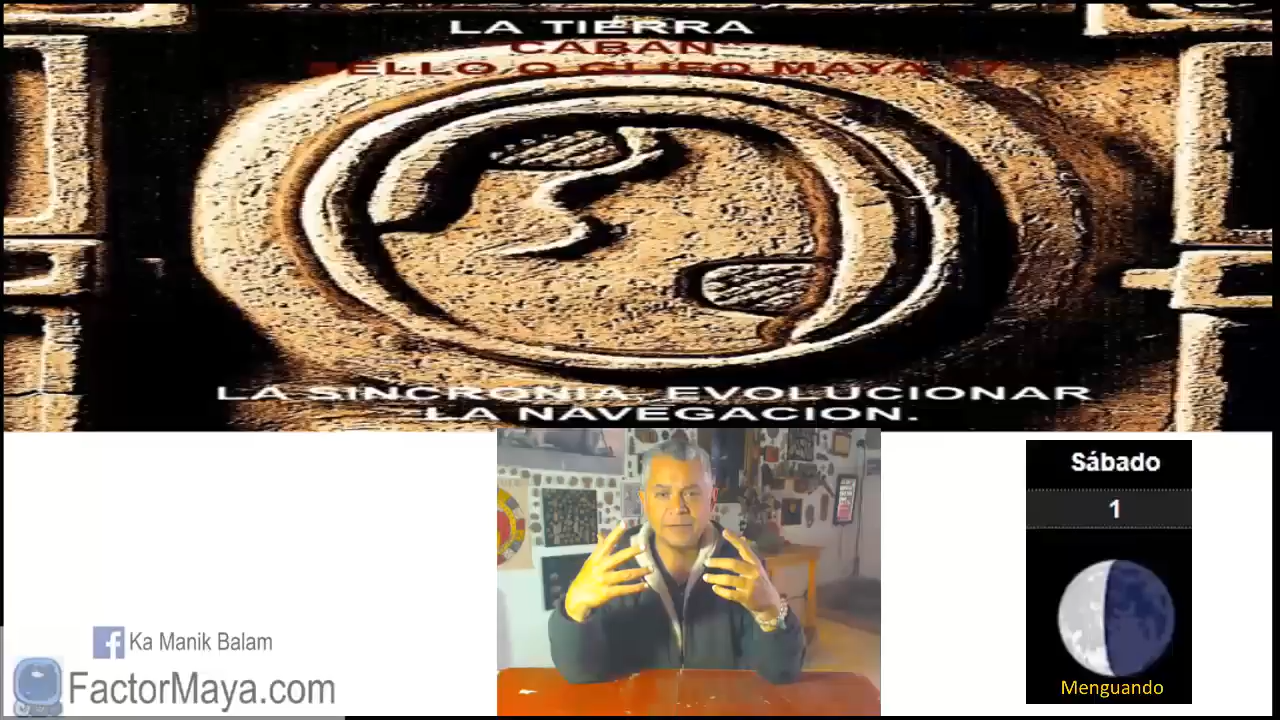 LA TIERRA
CABAN
SELLO O GLIFO MAYA 17
LA SINCRONIA, EVOLUCIONAR
LA NAVEGACION.
Sábado
1
Menguando
Ka Manik Balam
FactorMaya.com